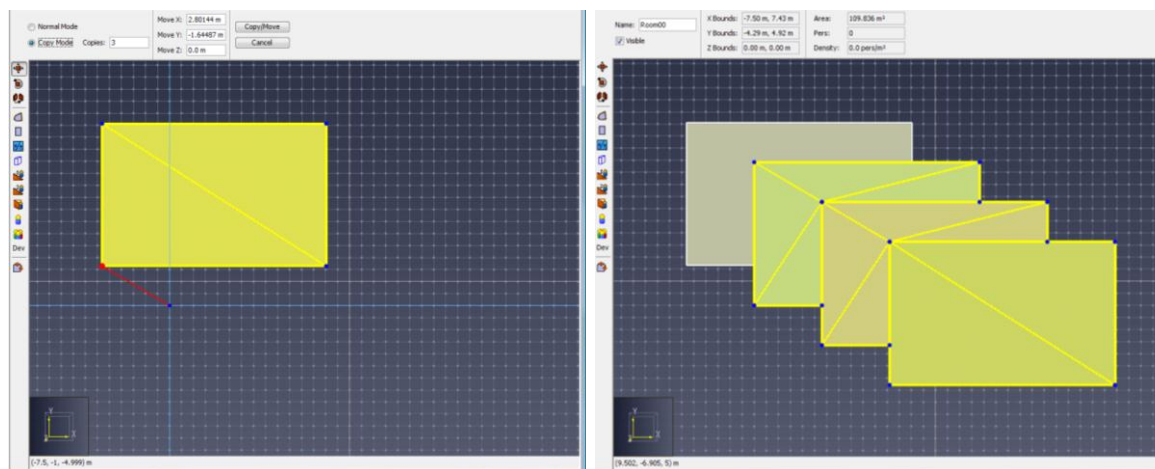 Normal Mode
Copy Mode Copies: 3
Move X: 2.80144 m
Move Y: -1.64487 m
Move Z: 0.0 m
Copy/Move
Cancel
Dev
Y
X
(-7.5, -1, -4.999) m
Name: Room00
Visible
X Bounds: -7.50 m, 7.43 m
Y Bounds: -4.29 m, 4.92 m
Z Bounds: 0.00 m, 0.00 m
Area: 109.836 m²
Pers: 0
Density: 0.0 pers/m²
Dev
Y
X
(9.502, -6.905, 5) m